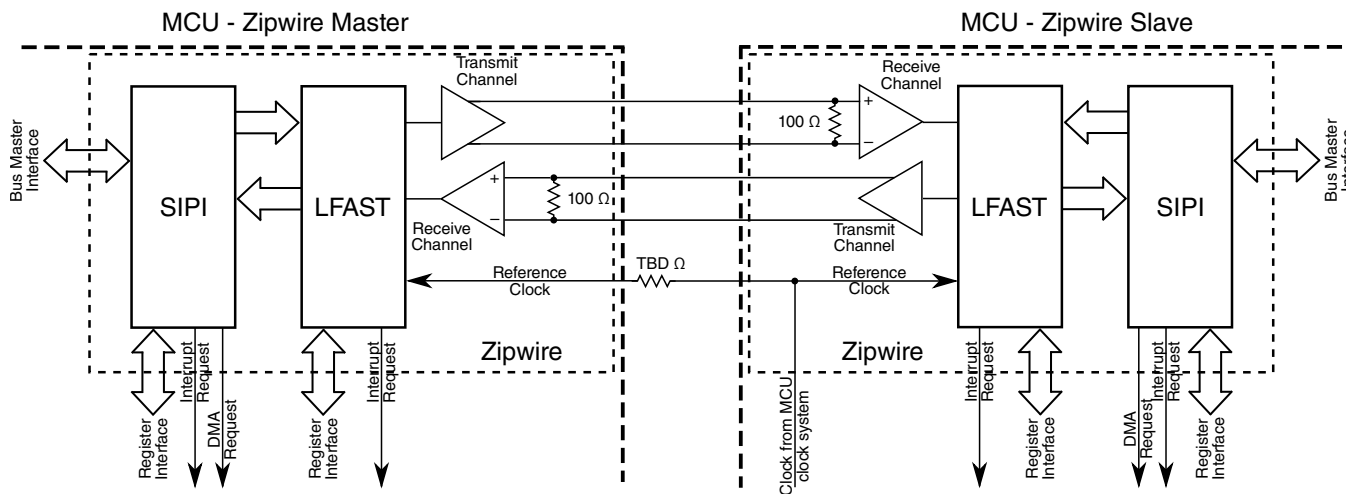 MCU - Zipwire Master
MCU - Zipwire Slave
Transmit
Channel
Receive
Channel
+
100 Ω
−
Bus Master
Interface
SIPI
LFAST
+
100 Ω
−
Receive
Channel
Transmit
Channel
LFAST
SIPI
Bus Master
Interface
TBD Ω
Reference
Clock
Reference
Clock
Zipwire
Zipwire
Register
Interface
Interrupt
Request
DMA
Request
Register
Interface
Interrupt
Request
Clock from MCU
clock system
Interrupt
Request
Register
Interface
DMA
Request
Interrupt
Request
Register
Interface